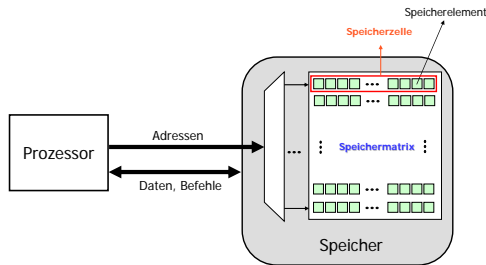 Speicherelement
Speicherzelle
Adressen
Prozessor
Speichermatrix
Daten, Befehle
Speicher